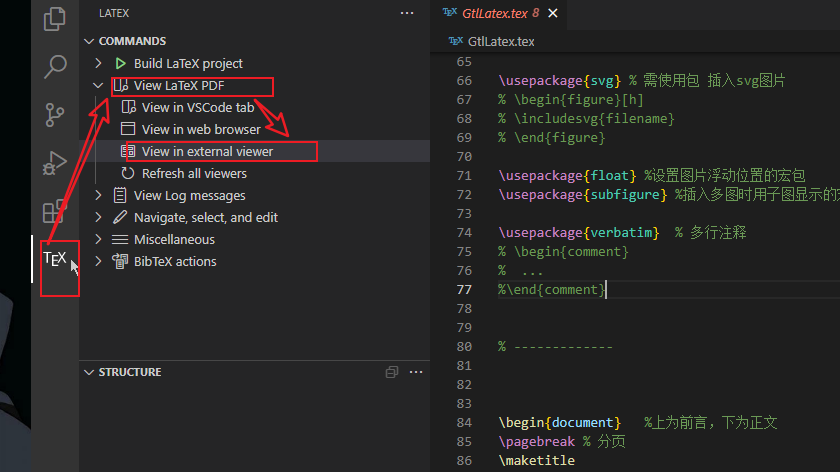 LATEX
COMMANDS
Build LaTeX project
View LaTeX PDF
View in VSCode tab
View in web browser
View in external viewer
Refresh all viewers
View Log messages
Navigate, select, and edit
Miscellaneous
BibTeX actions
TEX
STRUCTURE
TEX GtlLatex.tex 8
TEX GtlLatex.tex
65
66 \usepackage{svg} % 需使用包 插入svg图片
67 % \begin{figure}[h]
68 % \includesvg{filename}
69 % \end{figure}
70
71 \usepackage{float} %设置图片浮动位置的宏包
72 \usepackage{subfigure} %插入多图时用子图显示的
73
74 \usepackage{verbatim} % 多行注释
75 % \begin{comment}
76 % ...
77 %\end{comment}
78
79
80 % -------------
81
82
83
84 \begin{document} %上为前言，下为正文
85 \pagebreak % 分页
86 \maketitle